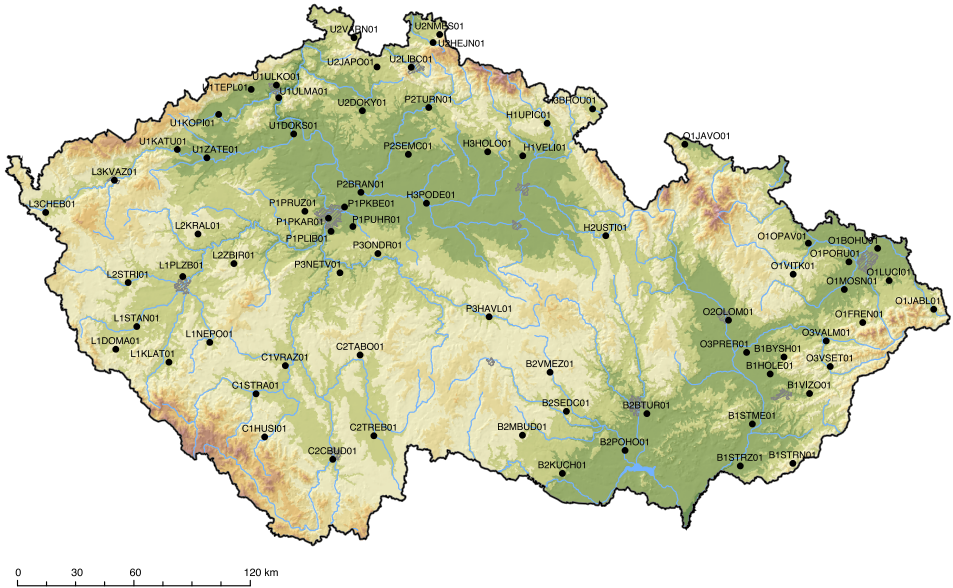 U2VARN01
U2NMES01
U2HEJN01
U2JAPO01
U2LIBC01
U1ULKO01
U1TEPL01
U1ULMA01
U2DOKY01
P2TURN01
H3BROU01
U1KOPI01
H1UPIC01
U1DOKS01
O1JAVO01
U1KATU01
U1ZATE01
P2SEMC01
H3HOLO01
H1VELI01
L3KVAZ01
P2BRAN01
H3PODE01
L3CHEB01
P1PRUZ01
P1PKBE01
P1PKAR01
P1PUHR01
L2KRAL01
H2USTI01
P1PLIB01
O1OPAV01
O1BOHU01
P3ONDR01
O1PORU01
L2ZBIR01
L1PLZB01
P3NETV01
O1VITK01
L2STRI01
O1LUCI01
O1MOSN01
O1JABL01
P3HAVL01
O2OLOM01
O1FREN01
L1STAN01
L1NEPO01
O3VALM01
L1DOMA01
C2TABO01
O3PRER01
B1BYSH01
L1KLAT01
C1VRAZ01
O3VSET01
B2VMEZ01
B1HOLE01
C1STRA01
B1VIZO01
B2SEDC01
B2BTUR01
B1STME01
C1HUSI01
C2TREB01
B2MBUD01
B2POHO01
C2CBUD01
B1STRZ01
B1STRN01
B2KUCH01
0 30 60 120 km